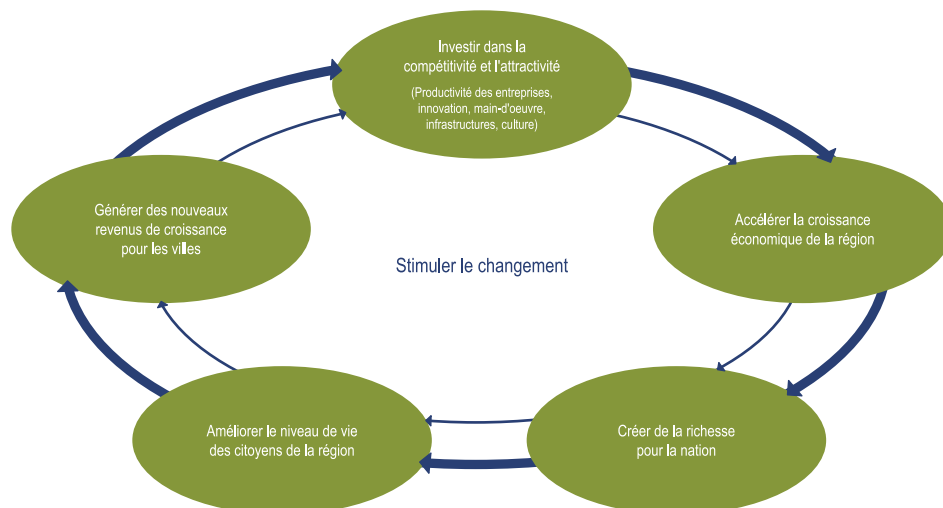 Investir dans la
compétitivité et l'attractivité
(Productivité des entreprises,
innovation, main-d'oeuvre,
infrastructures, culture)
Générer des nouveaux
revenus de croissance
pour les villes
Accélérer la croissance
économique de la région
Stimuler le changement
Améliorer le niveau de vie
des citoyens de la région
Créer de la richesse
pour la nation